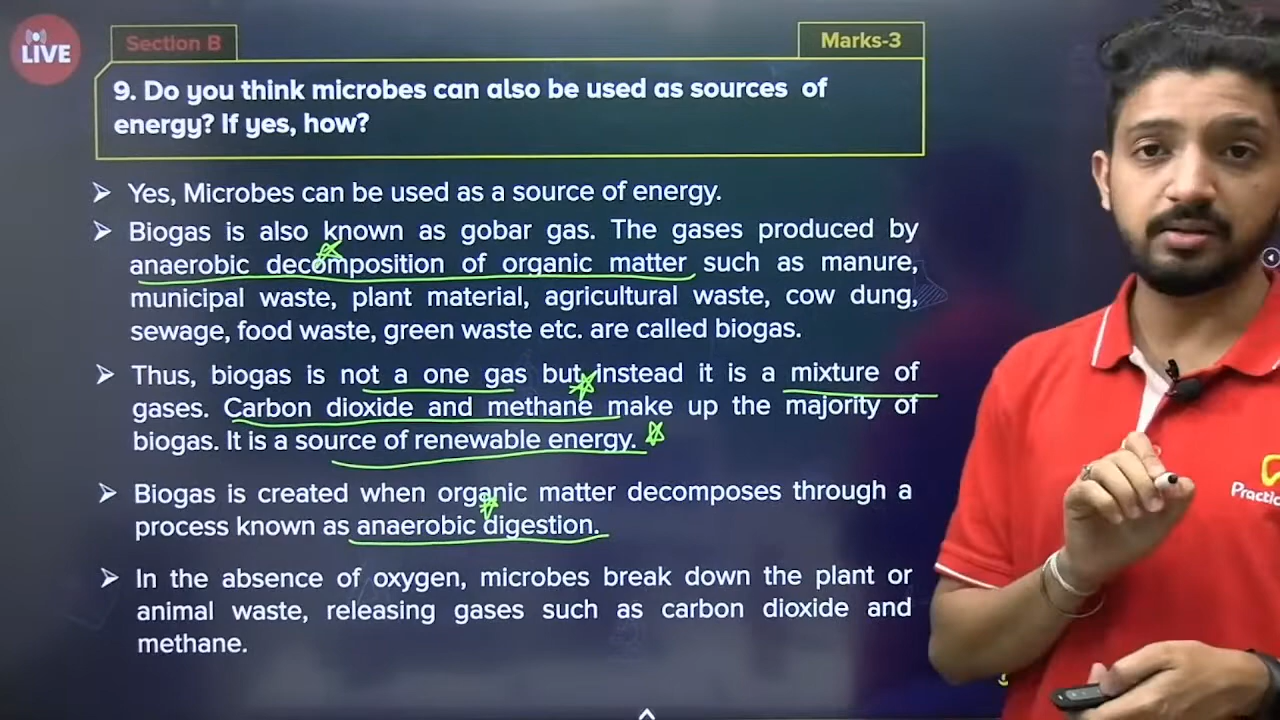 LIVE
Section B
Marks-3
9. Do you think microbes can also be used as sources of
energy? If yes, how?
➢ Yes, Microbes can be used as a source of energy.
➢ Biogas is also known as gobar gas. The gases produced by
anaerobic decomposition of organic matter such as manure,
municipal waste, plant material, agricultural waste, cow dung,
sewage, food waste, green waste etc. are called biogas.
➢ Thus, biogas is not a one gas but instead it is a mixture of
gases. Carbon dioxide and methane make up the majority of
biogas. It is a source of renewable energy.
➢ Biogas is created when organic matter decomposes through a
process known as anaerobic digestion.
➢ In the absence of oxygen, microbes break down the plant or
animal waste, releasing gases such as carbon dioxide and
methane.